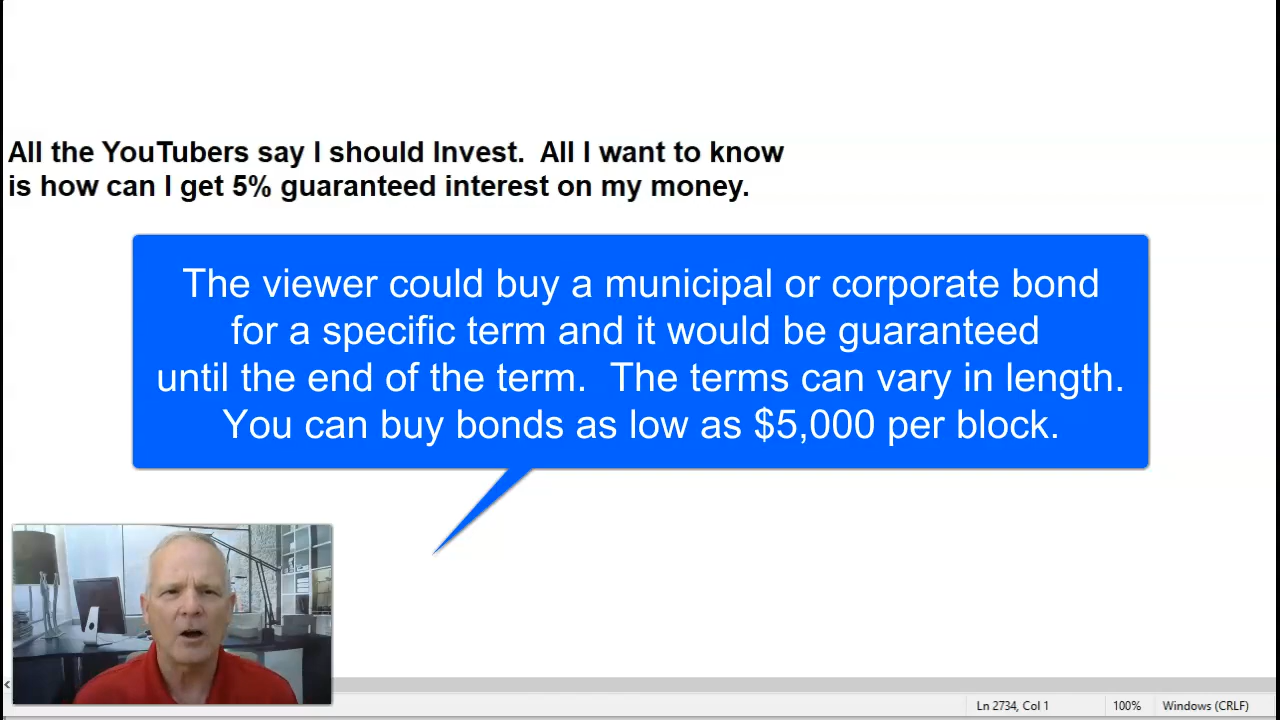 All the YouTubers say I should Invest.  All I want to know
is how can I get 5% guaranteed interest on my money.
The viewer could buy a municipal or corporate bond
for a specific term and it would be guaranteed
until the end of the term.  The terms can vary in length.
You can buy bonds as low as $5,000 per block.
Ln 2734, Col 1
100%
Windows (CRLF)